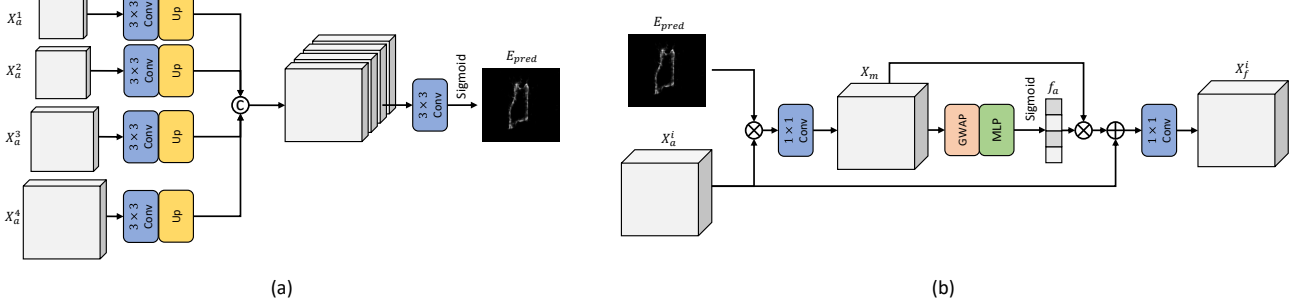 X_a^1
3 × 3 Conv
Up
X_a^2
3 × 3 Conv
Up
X_a^3
3 × 3 Conv
Up
X_a^4
3 × 3 Conv
Up
C
3 × 3 Conv
Sigmoid
E_pred
(a)
E_pred
X_a^i
1 × 1 Conv
X_m
GWAP
MLP
Sigmoid
f_a
1 × 1 Conv
X_f^i
(b)